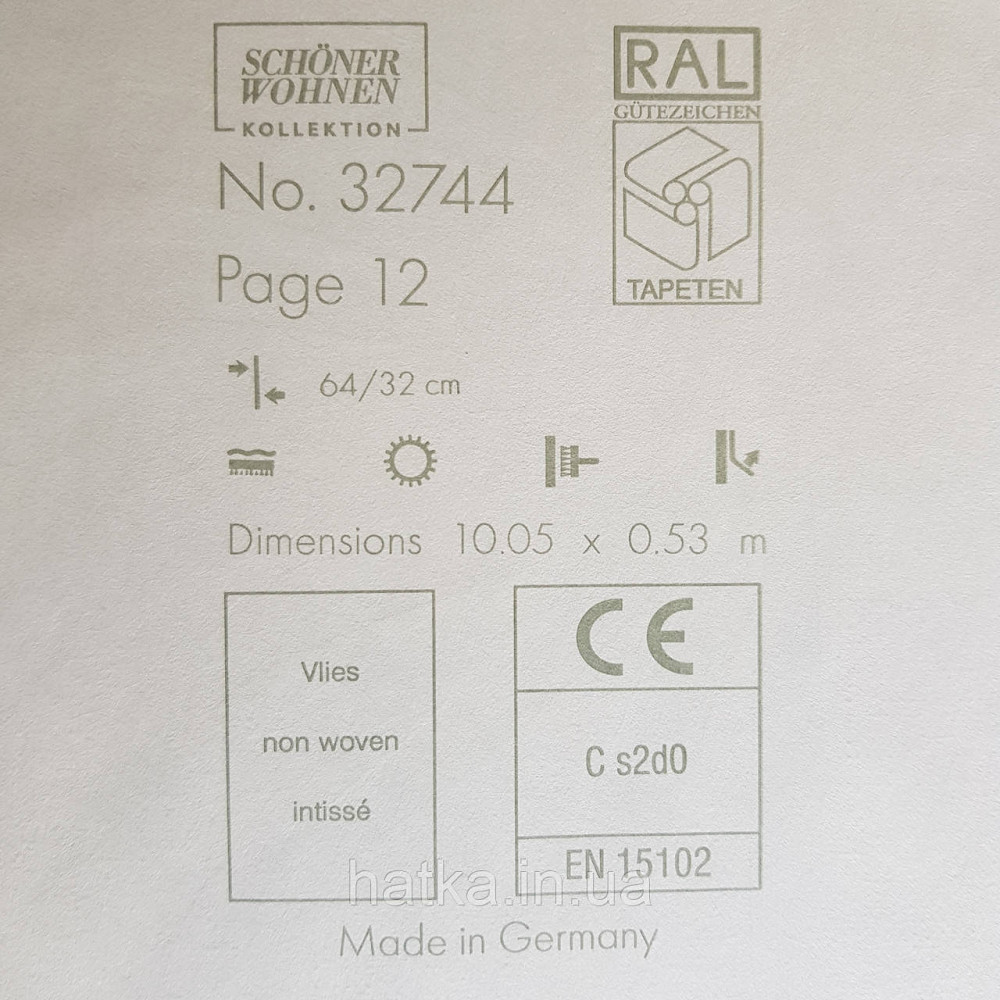 SCHÖNER
WOHNEN
KOLLEKTION
RAL
GÜTEZEICHEN
TAPETEN
No. 32744
Page 12
64/32 cm
Dimensions 10.05 x 0.53 m
Vlies
non woven
intissé
CE
C s2d0
EN 15102
hatka.in.ua
Made in Germany